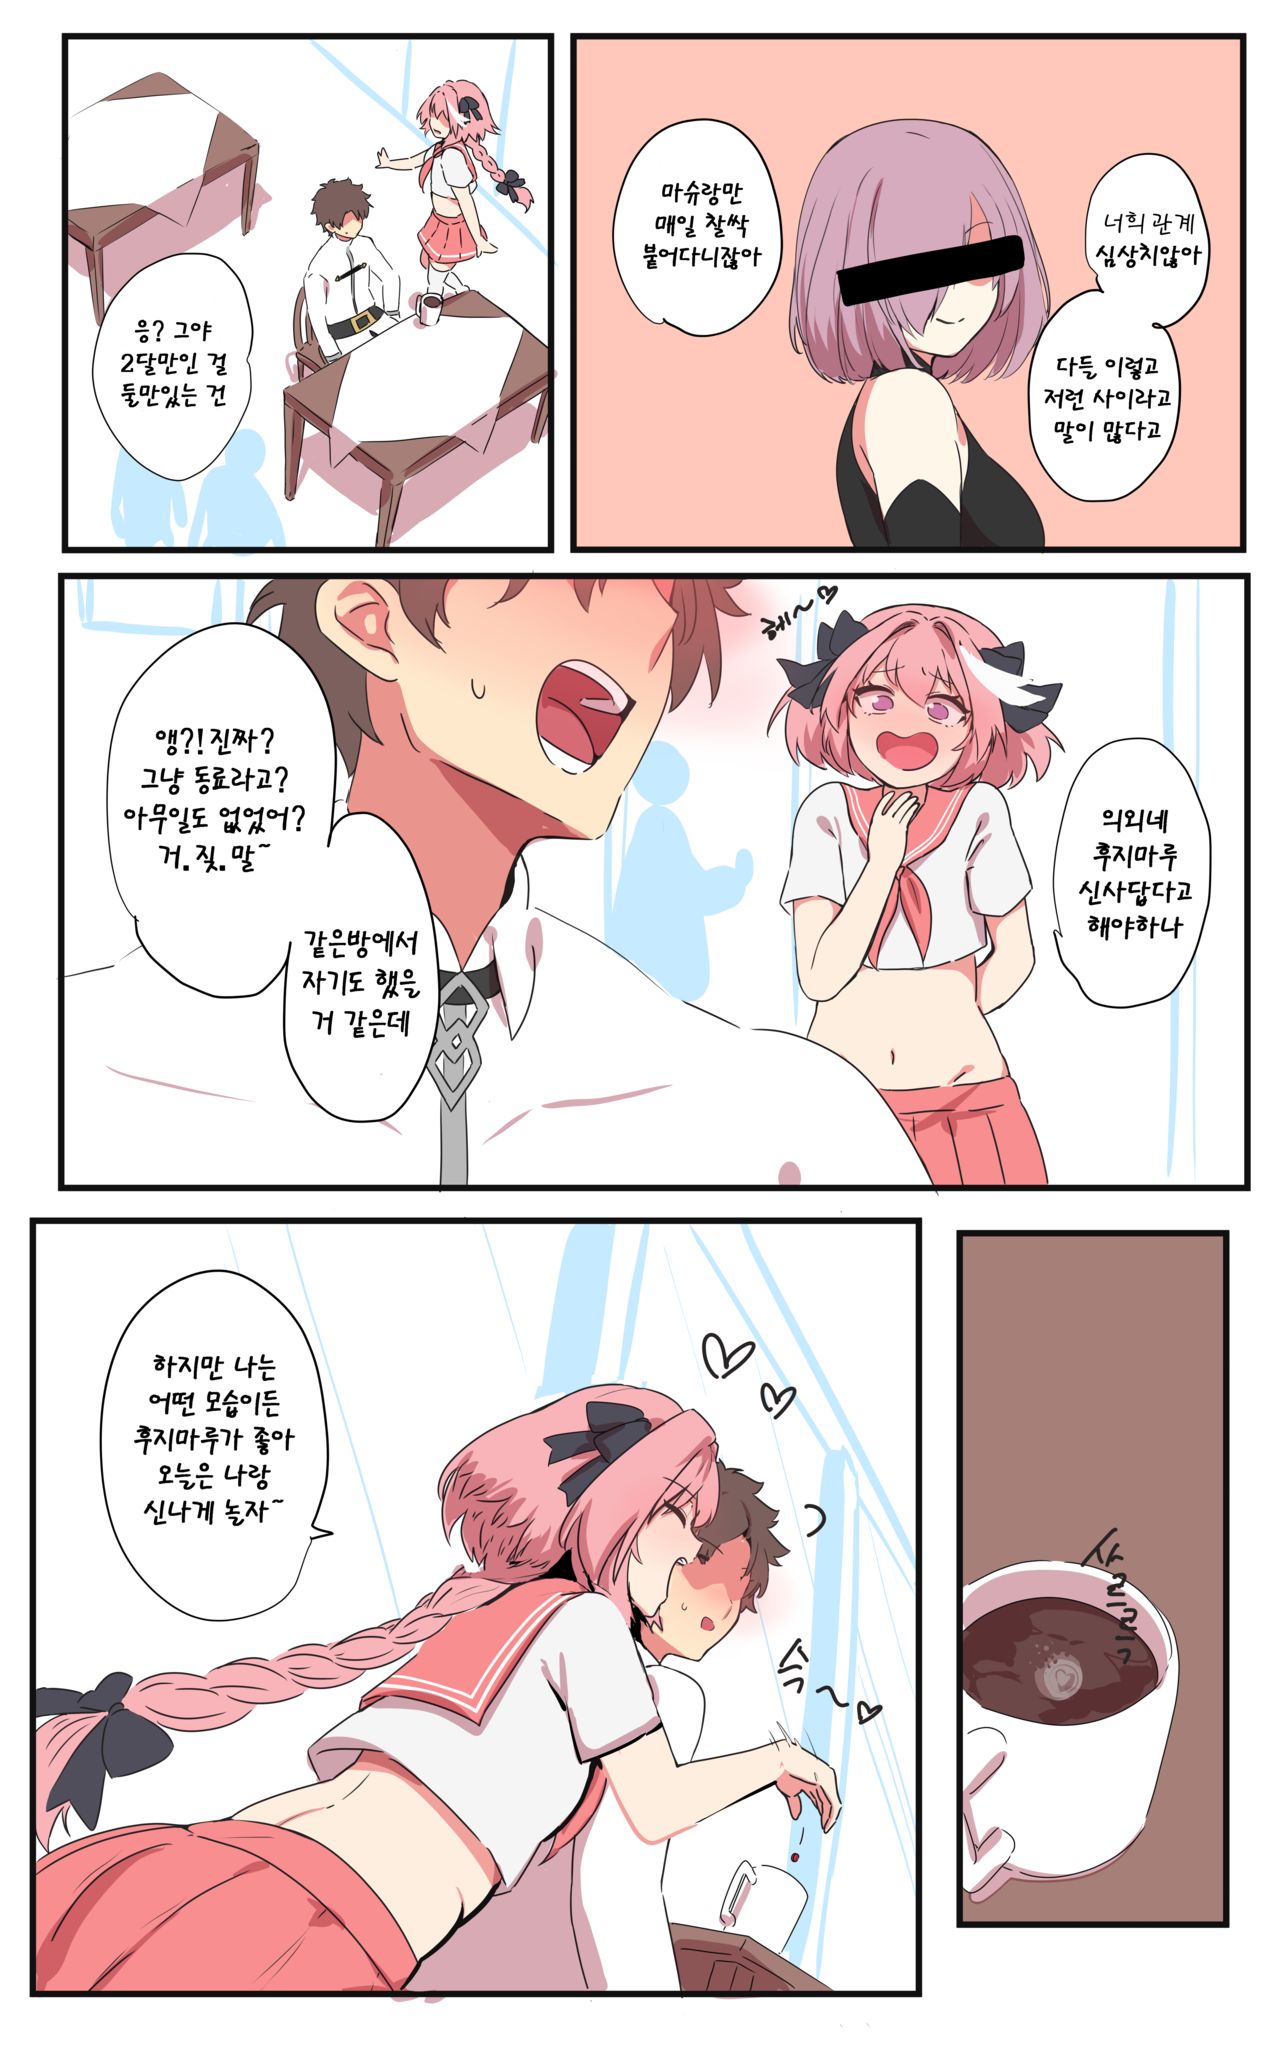 응? 그야
2달만인 걸
둘만있는 건
마슈랑만
매일 찰싹
붙어다니잖아
너희 관계
심상치않아
다들 이렇고
저런 사이라고
말이 많다고
앵?! 진짜?
그냥 동료라고?
아무일도 없었어?
거.짖.말~
같은방에서
자기도 했을
거 같은데
헤~♡
의외네
후지마루
신사답다고
해야하나
하지만 나는
어떤 모습이든
후지마루가 좋아
오늘은 나랑
신나게 놀자~
슥~♡
사르르